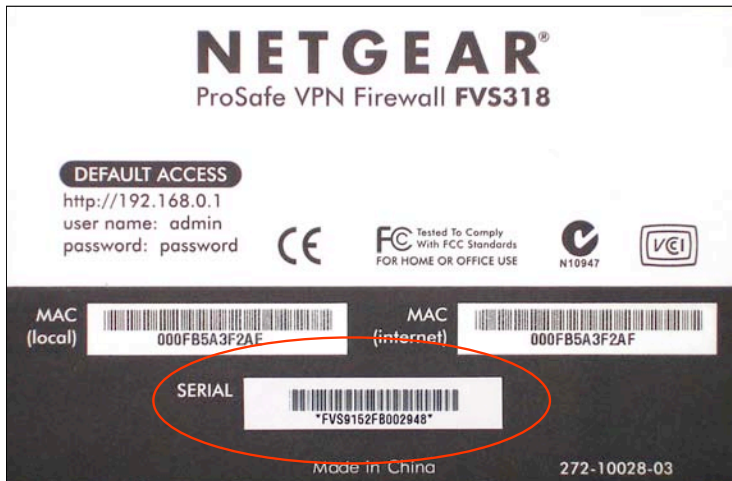 NETGEAR®
ProSafe VPN Firewall FVS318
DEFAULT ACCESS
http://192.168.0.1
user name: admin
password: password
CE
FC Tested To Comply
With FCC Standards
FOR HOME OR OFFICE USE
N10947
VCI
MAC
(local)
000FB5A3F2AE
MAC
(internet)
000FB5A3F2AF
SERIAL
*FVS9152FB002948*
Made in China
272-10028-03